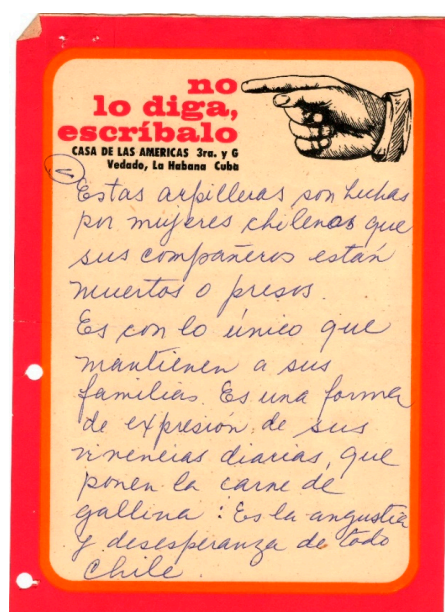 no
lo diga,
escríbalo
CASA DE LAS AMERICAS 3ra. y G
Vedado, La Habana Cuba
Estas arpilleras son hechas
por mujeres chilenas que
sus compañeros están
muertos o presos.
Es con lo único que
mantienen a sus
familias. Es una forma
de expresión de sus
vivencias diarias, que
ponen la carne de
gallina: Es la angustia
y desesperanza de todo
Chile.